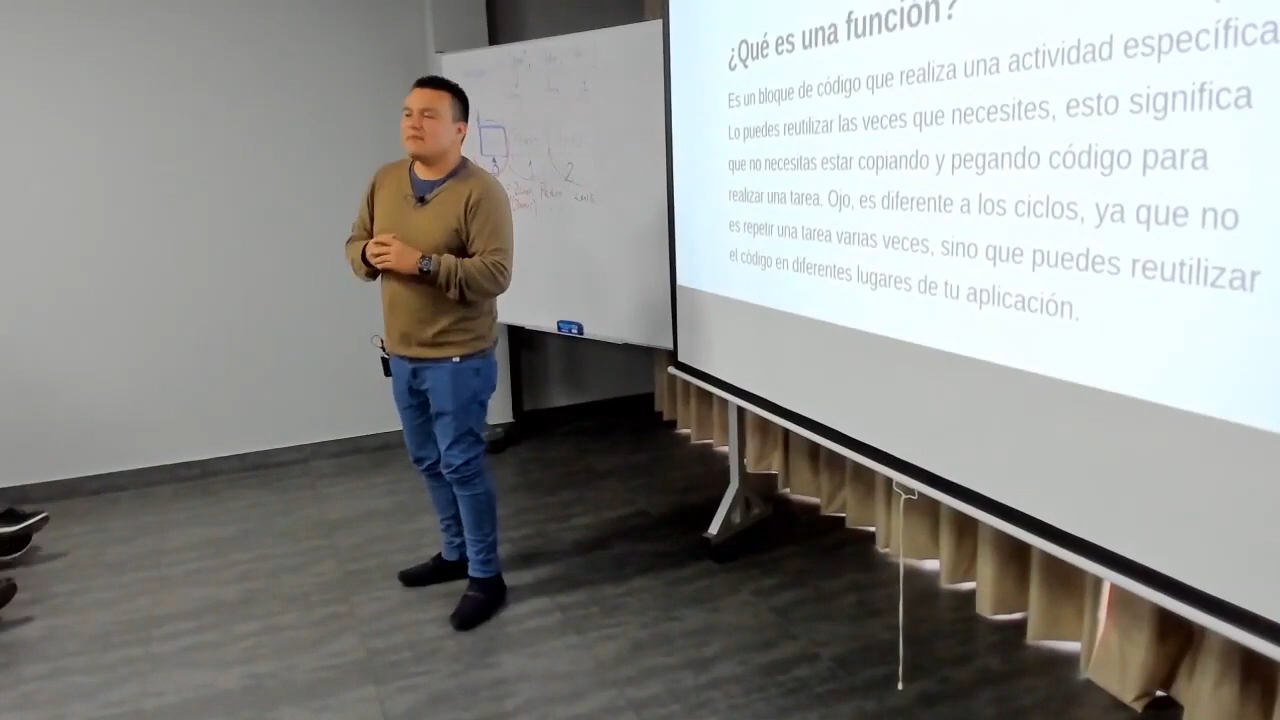 ¿Qué es una función?
Es un bloque de código que realiza una actividad específica
Lo puedes reutilizar las veces que necesites, esto significa
que no necesitas estar copiando y pegando código para
realizar una tarea. Ojo, es diferente a los ciclos, ya que no
es repetir una tarea varias veces, sino que puedes reutilizar
el código en diferentes lugares de tu aplicación.
1
2